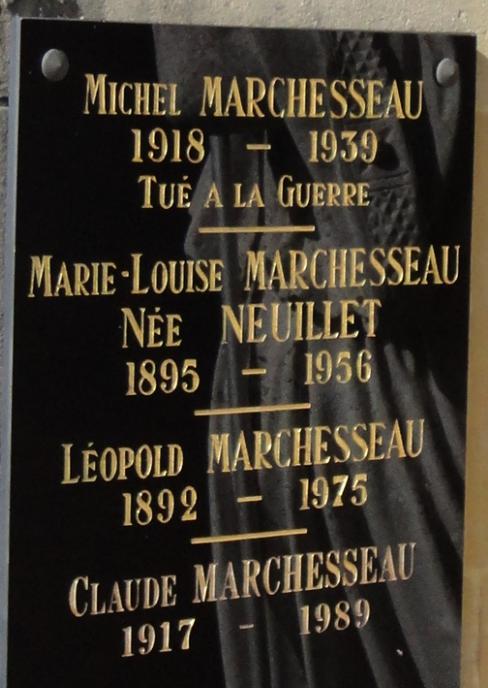 MICHEL MARCHESSEAU
1918 – 1939
TUÉ A LA GUERRE
MARIE-LOUISE MARCHESSEAU
NÉE NEUILLET
1895 – 1956
LÉOPOLD MARCHESSEAU
1892 – 1975
CLAUDE MARCHESSEAU
1917 - 1989